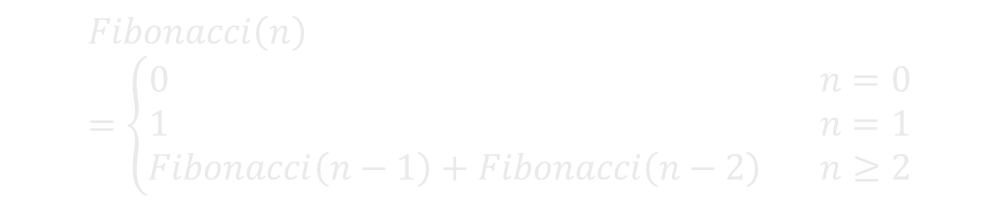 Fibonacci(n)
= { 0 n = 0
1 n = 1
Fibonacci(n − 1) + Fibonacci(n − 2) n ≥ 2